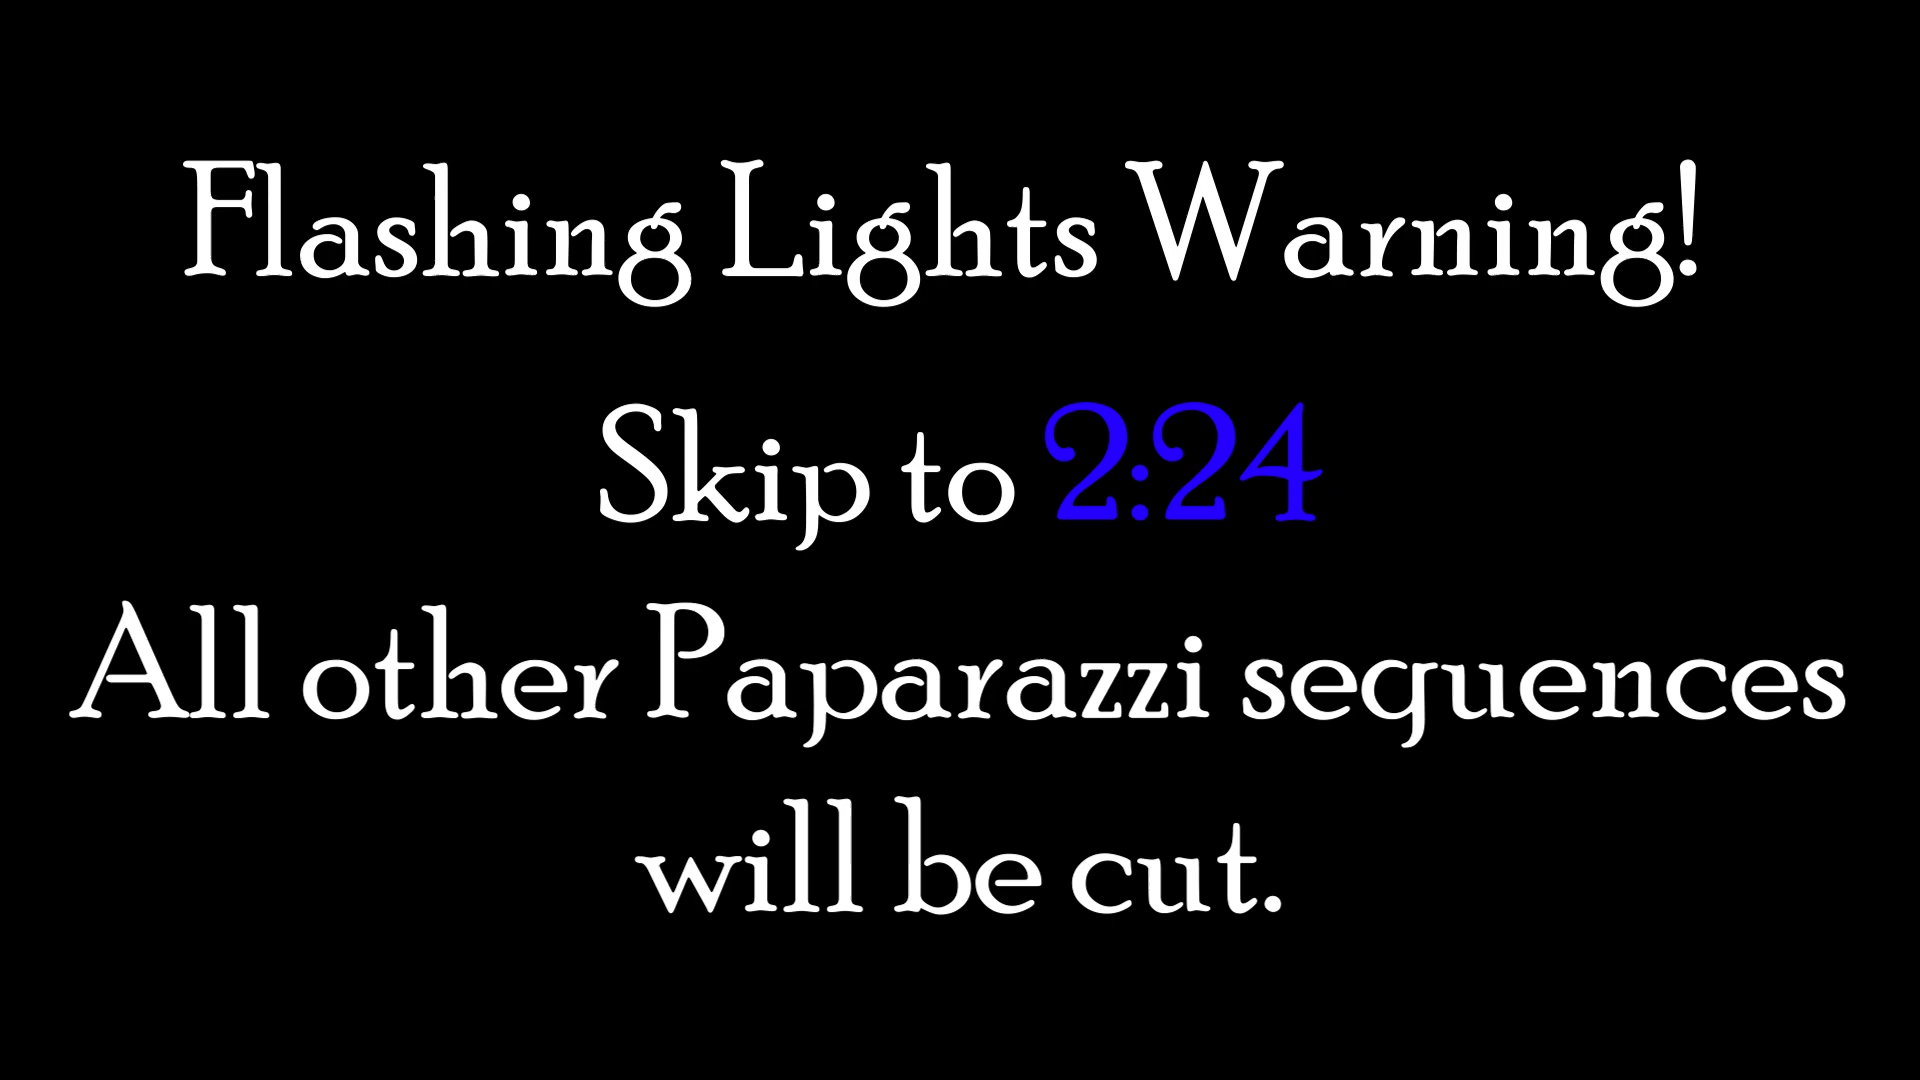 Flashing Lights Warning!
Skip to 2:24
All other Paparazzi sequences
will be cut.